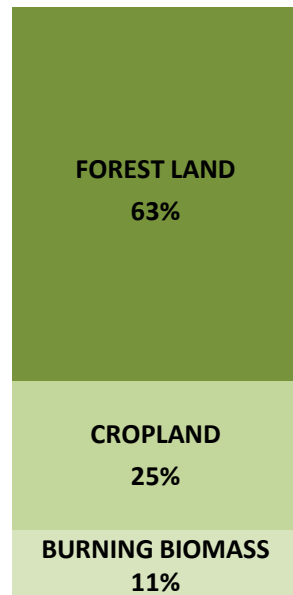 FOREST LAND
63%
CROPLAND
25%
BURNING BIOMASS
11%